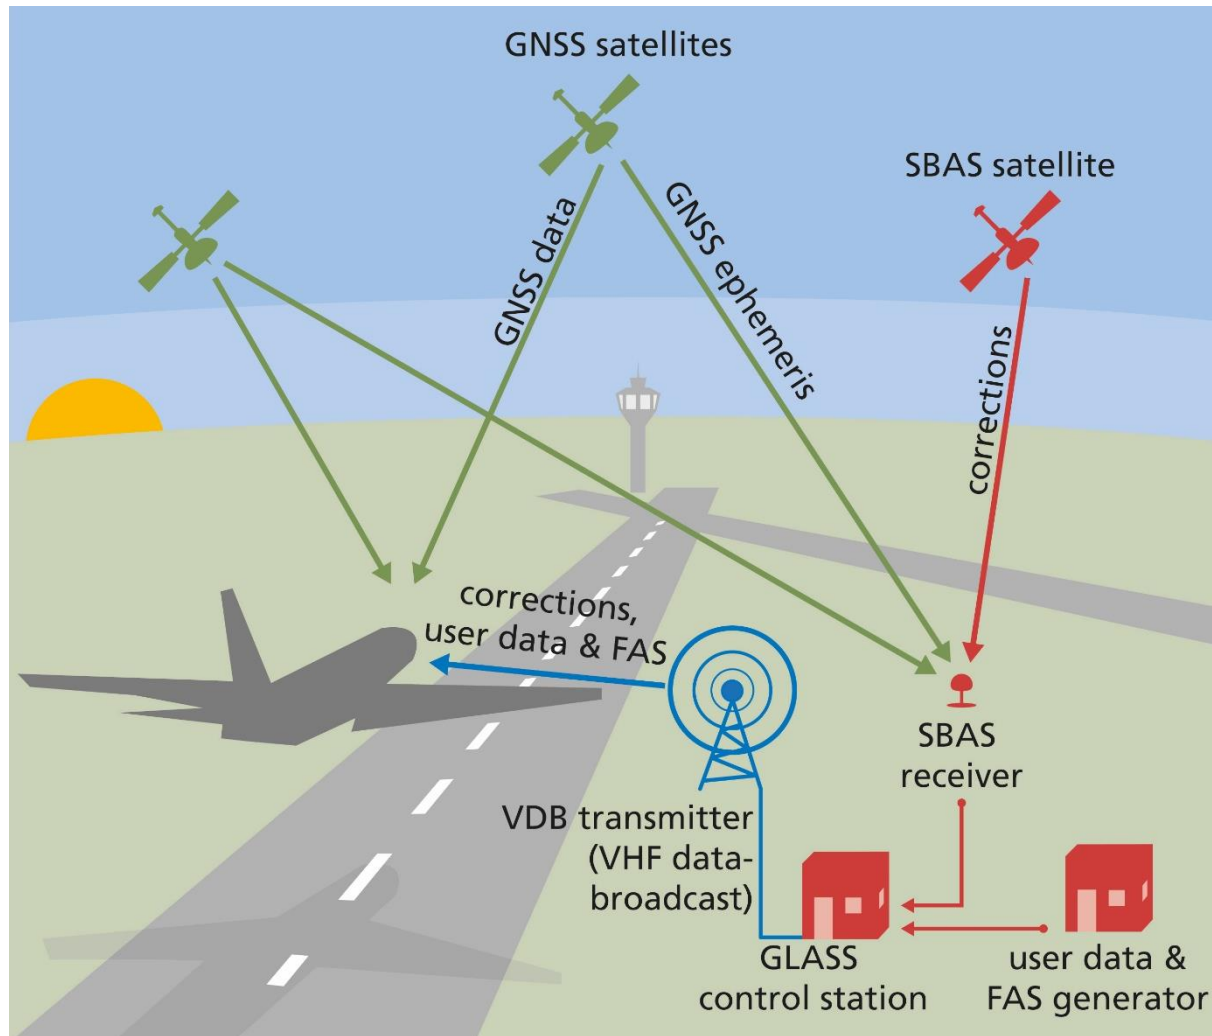 GNSS satellites
SBAS satellite
GNSS data
GNSS ephemeris
corrections
corrections,
user data & FAS
SBAS
receiver
VDB transmitter
(VHF data-
broadcast)
GLASS
control station
user data &
FAS generator